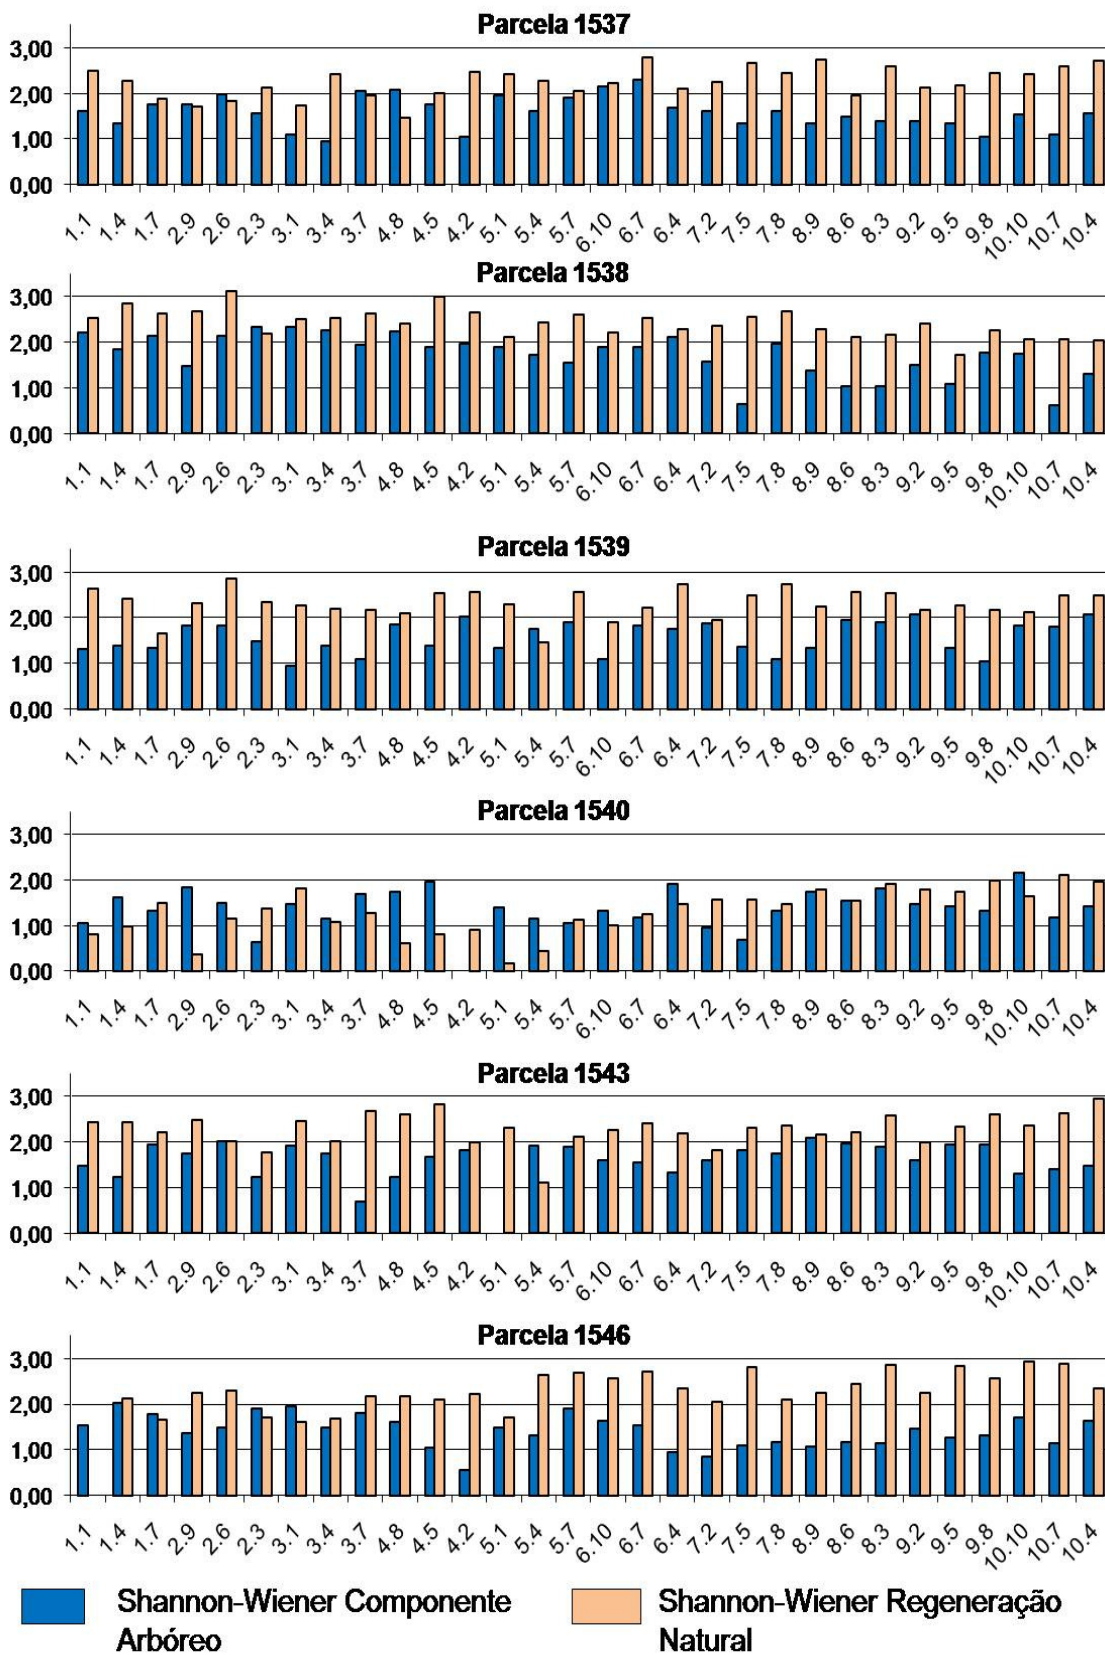 Parcela 1537
3,00
2,00
1,00
0,00
1.1 1.4 1.7 2.9 2.6 2.3 3.1 3.4 3.7 4.8 4.5 4.2 5.1 5.4 5.7 6.10 6.7 6.4 7.2 7.5 7.8 8.9 8.6 8.3 9.2 9.5 9.8 10.10 10.7 10.4
Parcela 1538
3,00
2,00
1,00
0,00
1.1 1.4 1.7 2.9 2.6 2.3 3.1 3.4 3.7 4.8 4.5 4.2 5.1 5.4 5.7 6.10 6.7 6.4 7.2 7.5 7.8 8.9 8.6 8.3 9.2 9.5 9.8 10.10 10.7 10.4
Parcela 1539
3,00
2,00
1,00
0,00
1.1 1.4 1.7 2.9 2.6 2.3 3.1 3.4 3.7 4.8 4.5 4.2 5.1 5.4 5.7 6.10 6.7 6.4 7.2 7.5 7.8 8.9 8.6 8.3 9.2 9.5 9.8 10.10 10.7 10.4
Parcela 1540
3,00
2,00
1,00
0,00
1.1 1.4 1.7 2.9 2.6 2.3 3.1 3.4 3.7 4.8 4.5 4.2 5.1 5.4 5.7 6.10 6.7 6.4 7.2 7.5 7.8 8.9 8.6 8.3 9.2 9.5 9.8 10.10 10.7 10.4
Parcela 1543
3,00
2,00
1,00
0,00
1.1 1.4 1.7 2.9 2.6 2.3 3.1 3.4 3.7 4.8 4.5 4.2 5.1 5.4 5.7 6.10 6.7 6.4 7.2 7.5 7.8 8.9 8.6 8.3 9.2 9.5 9.8 10.10 10.7 10.4
Parcela 1546
3,00
2,00
1,00
0,00
1.1 1.4 1.7 2.9 2.6 2.3 3.1 3.4 3.7 4.8 4.5 4.2 5.1 5.4 5.7 6.10 6.7 6.4 7.2 7.5 7.8 8.9 8.6 8.3 9.2 9.5 9.8 10.10 10.7 10.4
Shannon-Wiener Componente
Arbóreo
Shannon-Wiener Regeneração
Natural